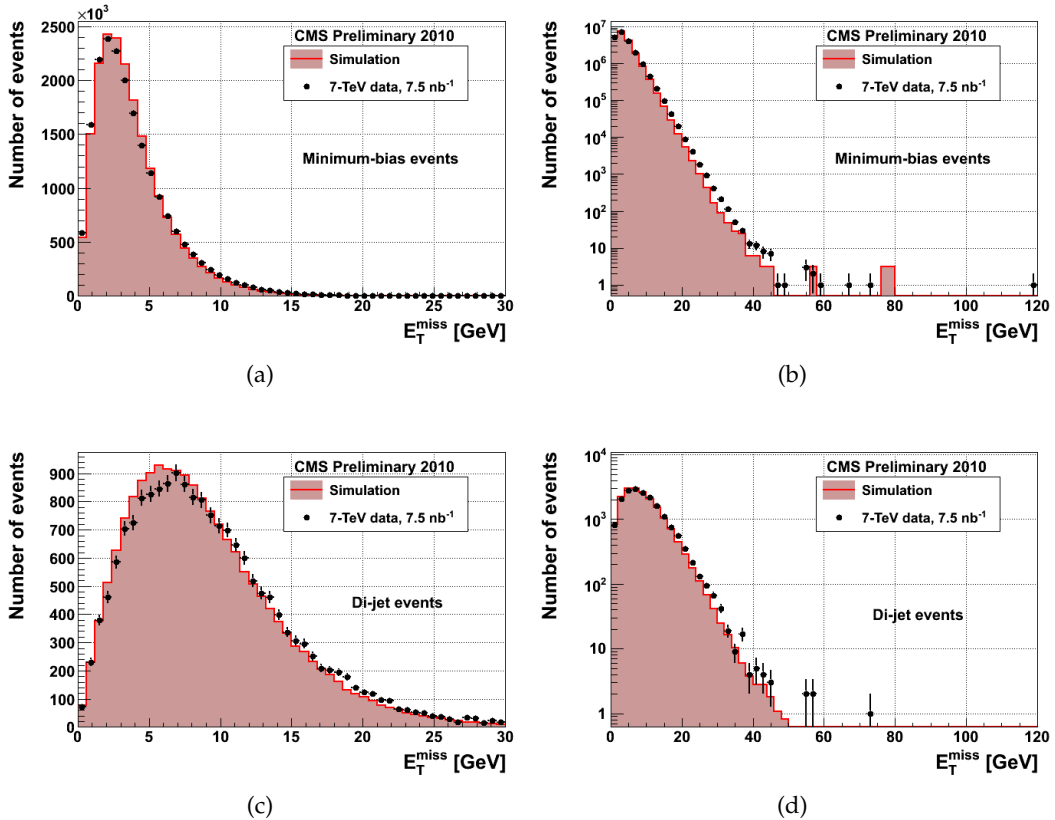 ×10³
2500
2000
1500
1000
500
0
Number of events
CMS Preliminary 2010
Simulation
7-TeV data, 7.5 nb⁻¹
Minimum-bias events
0 5 10 15 20 25 30
E_T^miss [GeV]
(a)
10⁷
10⁶
10⁵
10⁴
10³
10²
10
1
Number of events
CMS Preliminary 2010
Simulation
7-TeV data, 7.5 nb⁻¹
Minimum-bias events
0 20 40 60 80 100 120
E_T^miss [GeV]
(b)
900
800
700
600
500
400
300
200
100
0
Number of events
CMS Preliminary 2010
Simulation
7-TeV data, 7.5 nb⁻¹
Di-jet events
0 5 10 15 20 25 30
E_T^miss [GeV]
(c)
10⁴
10³
10²
10
1
Number of events
CMS Preliminary 2010
Simulation
7-TeV data, 7.5 nb⁻¹
Di-jet events
0 20 40 60 80 100 120
E_T^miss [GeV]
(d)